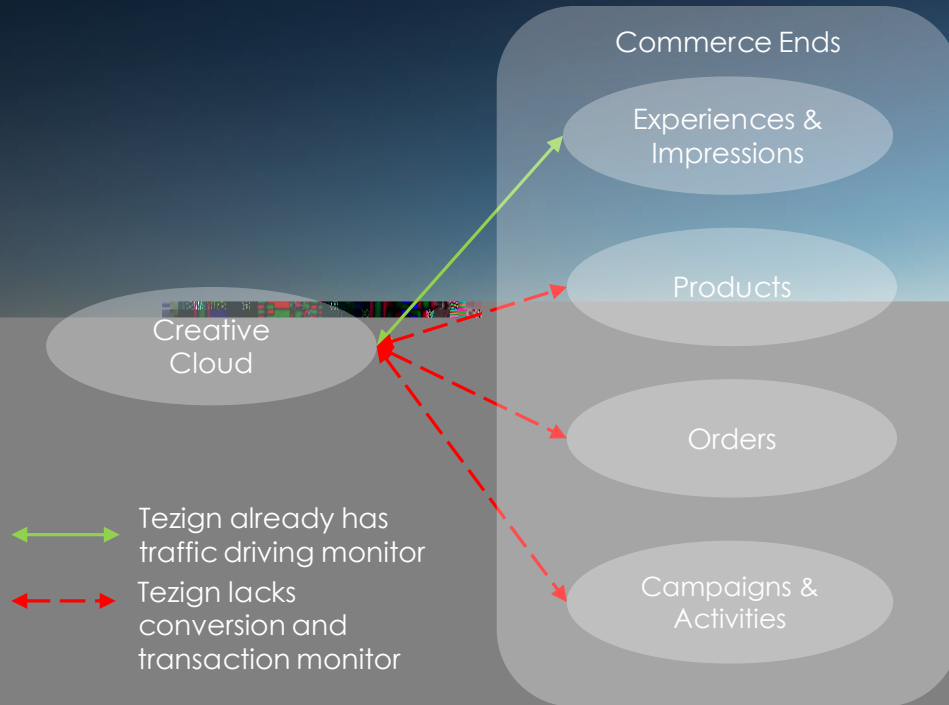 Commerce Ends
Experiences &
Impressions
Products
Creative
Cloud
Orders
Tezign already has
traffic driving monitor
Tezign lacks
conversion and
transaction monitor
Campaigns &
Activities